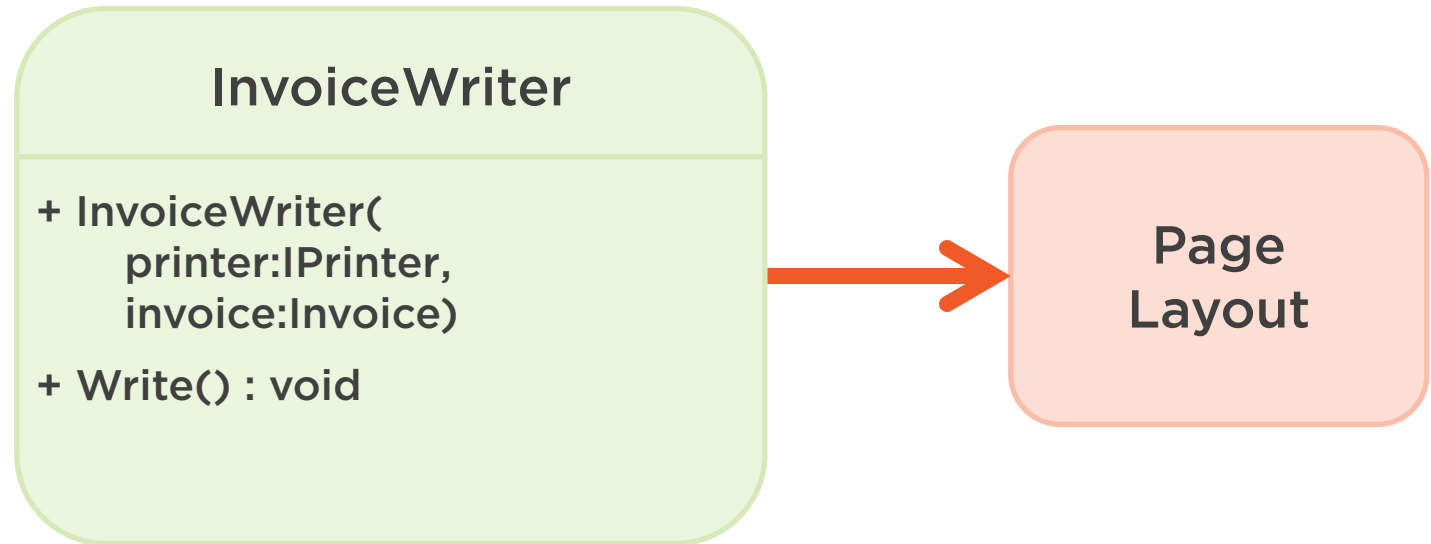 InvoiceWriter
+ InvoiceWriter(
printer:IPrinter,
invoice:Invoice)
+ Write() : void
Page
Layout